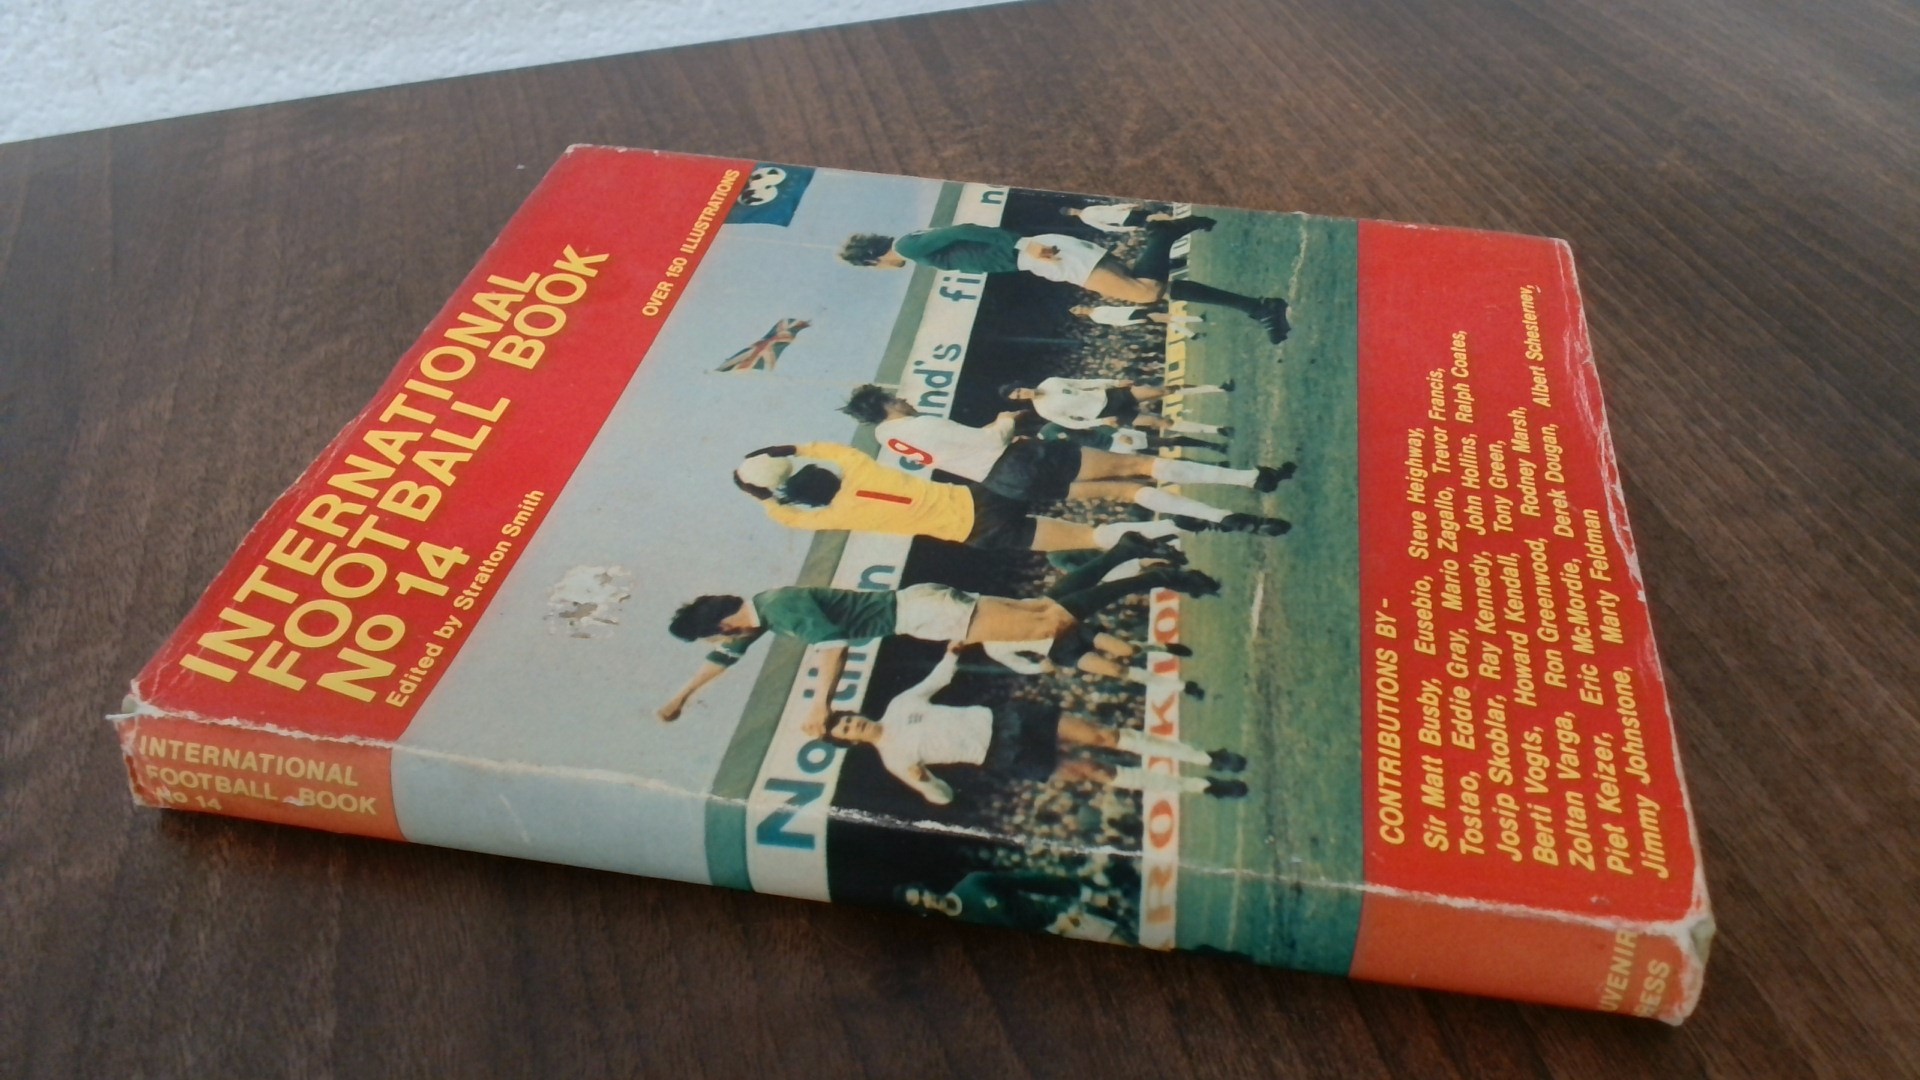 INTERNATIONAL
FOOTBALL BOOK
No 14
Edited by Stratton Smith
OVER 150 ILLUSTRATIONS
CONTRIBUTIONS BY –
Sir Matt Busby, Eusebio, Steve Heighway,
Tostao, Eddie Gray, Mario Zagallo, Trevor Francis,
Josip Skoblar, Ray Kennedy, John Hollins, Ralph Coates,
Berti Vogts, Howard Kendall, Tony Green,
Zoltan Varga, Ron Greenwood, Rodney Marsh,
Piet Keizer, Eric McMordie, Derek Dougan, Albert Schesternev,
Jimmy Johnstone, Marty Feldman
INTERNATIONAL
FOOTBALL BOOK
No 14
1
9